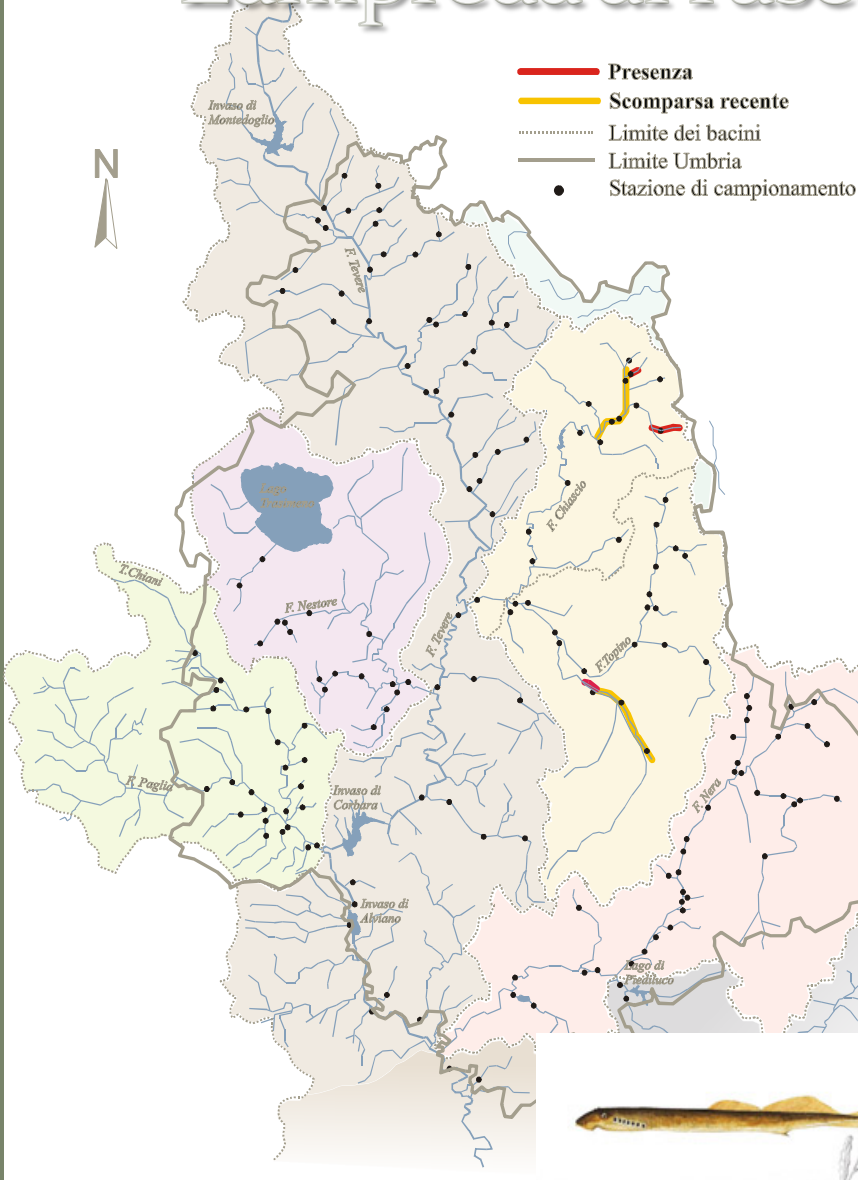 Presenza
Scomparsa recente
Limite dei bacini
Limite Umbria
Stazione di campionamento
N
Invaso di
Montedoglio
F. Tevere
F. Chiascio
T. Chiani
F. Nestore
F. Tevere
F. Topino
F. Paglia
Invaso di
Corbara
F. Nera
Invaso di
Alviano
Lago di
Piediluco